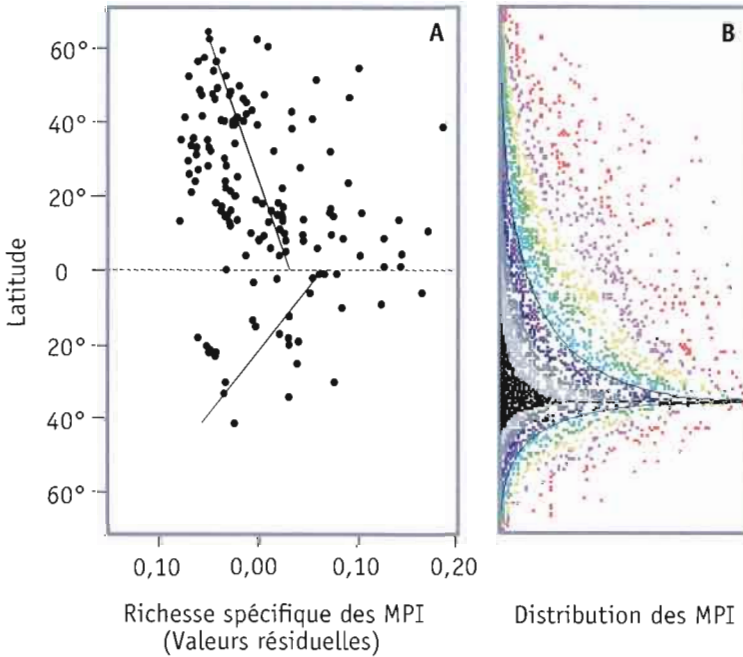 A
B
60°
40°
20°
0
20°
40°
60°
Latitude
0,10
0,00
0,10
0,20
Richesse spécifique des MPI
(Valeurs résiduelles)
Distribution des MPI